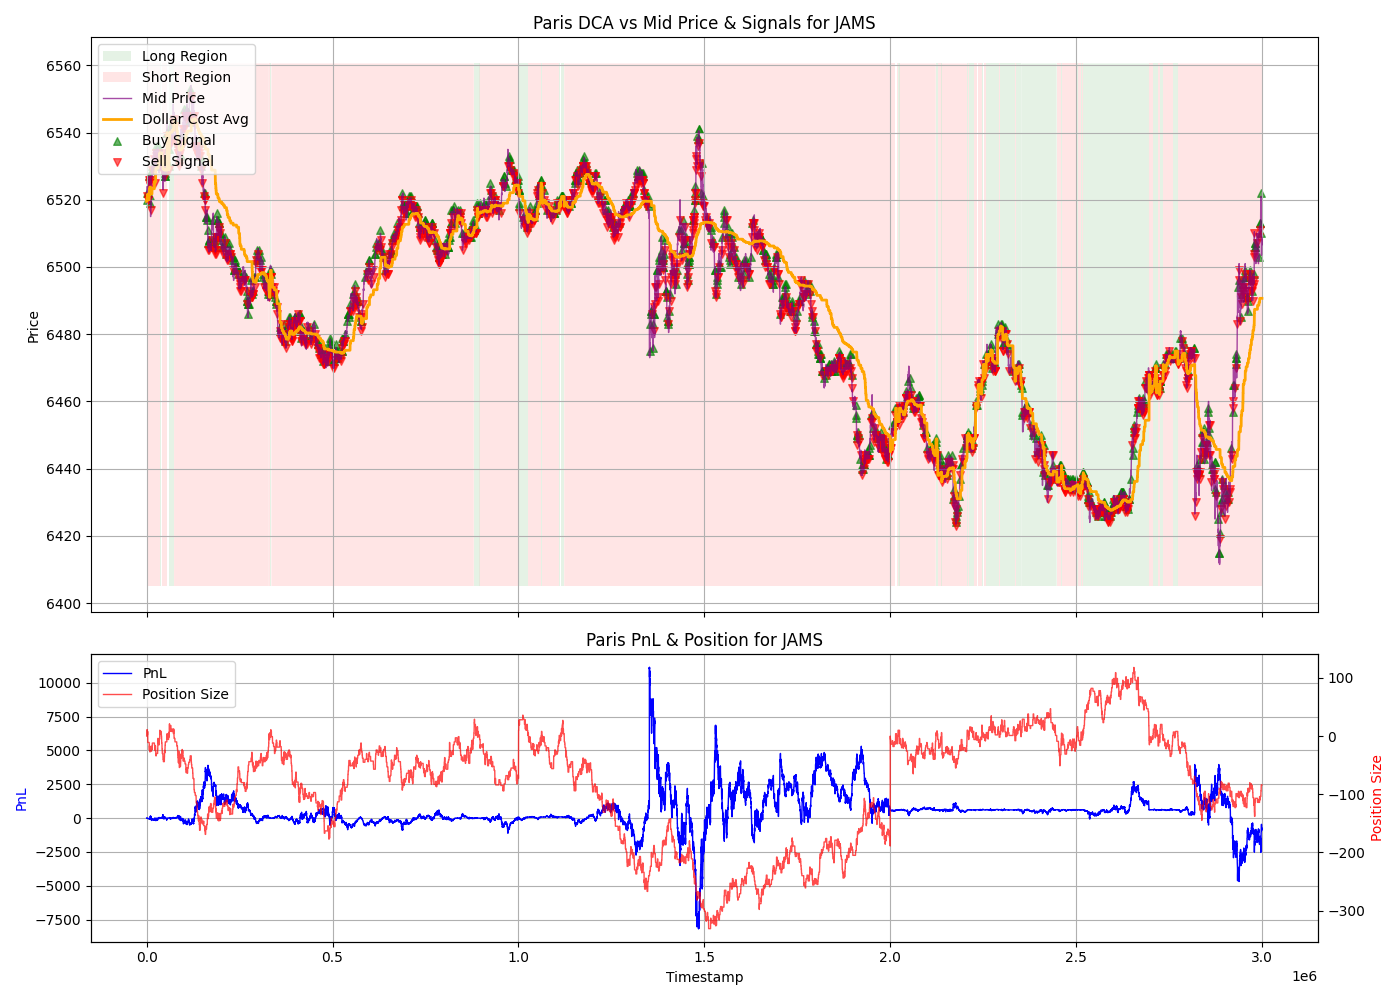 Paris DCA vs Mid Price & Signals for JAMS
Long Region
Short Region
Mid Price
Dollar Cost Avg
Buy Signal
Sell Signal
Price
6560
6540
6520
6500
6480
6460
6440
6420
6400
Paris PnL & Position for JAMS
PnL
Position Size
PnL
10000
7500
5000
2500
0
−2500
−5000
−7500
100
0
−100
−200
−300
Position Size
0.0 0.5 1.0 1.5 2.0 2.5 3.0
Timestamp
1e6